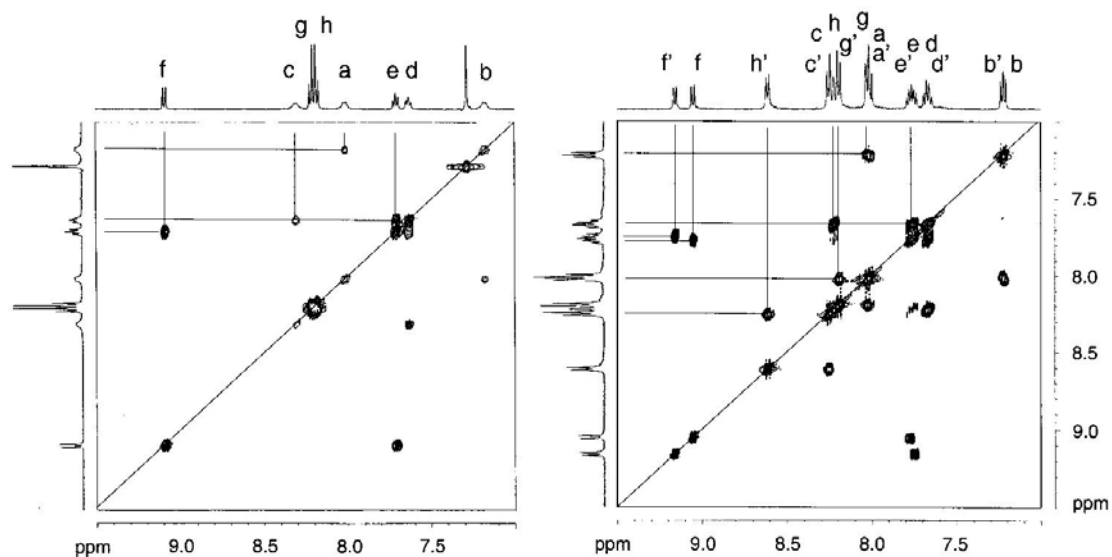 g h
c a e d b
f
ppm 9.0 8.5 8.0 7.5
h g
c a e d
g' a'
f' f h' c' e' d' b' b
7.5
8.0
8.5
9.0
ppm
ppm 9.0 8.5 8.0 7.5